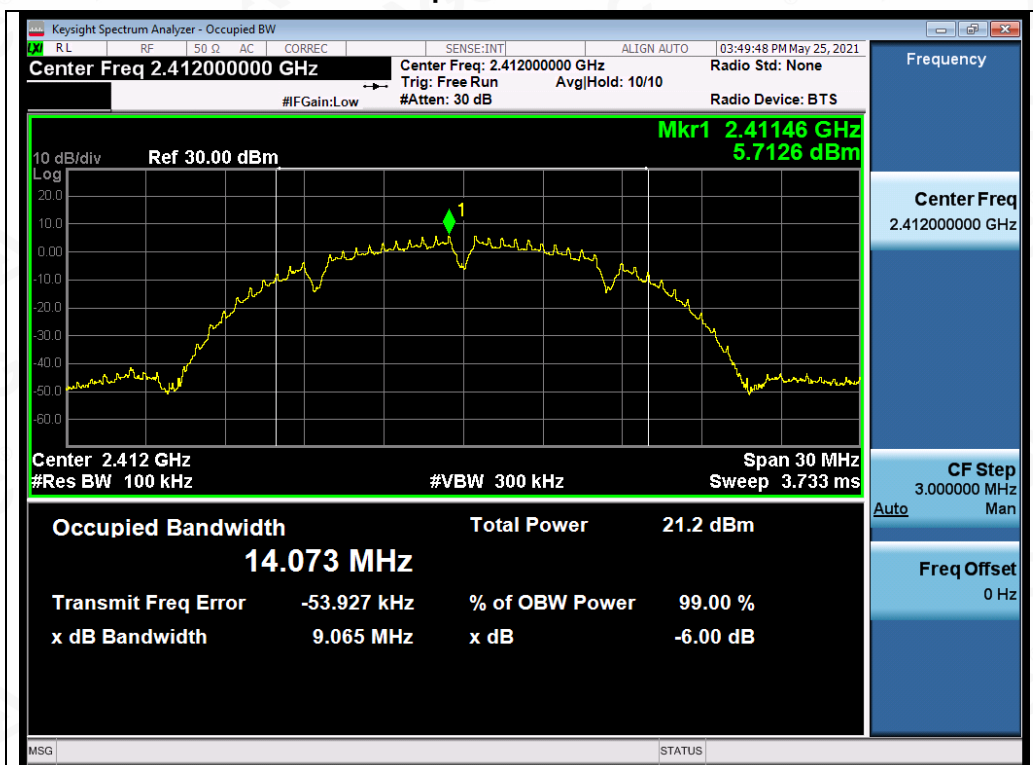 Keysight Spectrum Analyzer - Occupied BW
LXI RL RF 50 Ω AC CORREC SENSE:INT ALIGN AUTO 03:49:48 PM May 25, 2021
Center Freq 2.412000000 GHz
Center Freq: 2.412000000 GHz Radio Std: None
Trig: Free Run Avg|Hold: 10/10
#IFGain:Low #Atten: 30 dB Radio Device: BTS
Mkr1 2.41146 GHz
5.7126 dBm
10 dB/div Ref 30.00 dBm
Log
20.0
10.0
0.00
-10.0
-20.0
-30.0
-40.0
-50.0
-60.0
1
Center 2.412 GHz Span 30 MHz
#Res BW 100 kHz #VBW 300 kHz Sweep 3.733 ms
Occupied Bandwidth Total Power 21.2 dBm
14.073 MHz
Transmit Freq Error -53.927 kHz % of OBW Power 99.00 %
x dB Bandwidth 9.065 MHz x dB -6.00 dB
Frequency
Center Freq
2.412000000 GHz
CF Step
3.000000 MHz
Auto Man
Freq Offset
0 Hz
MSG STATUS